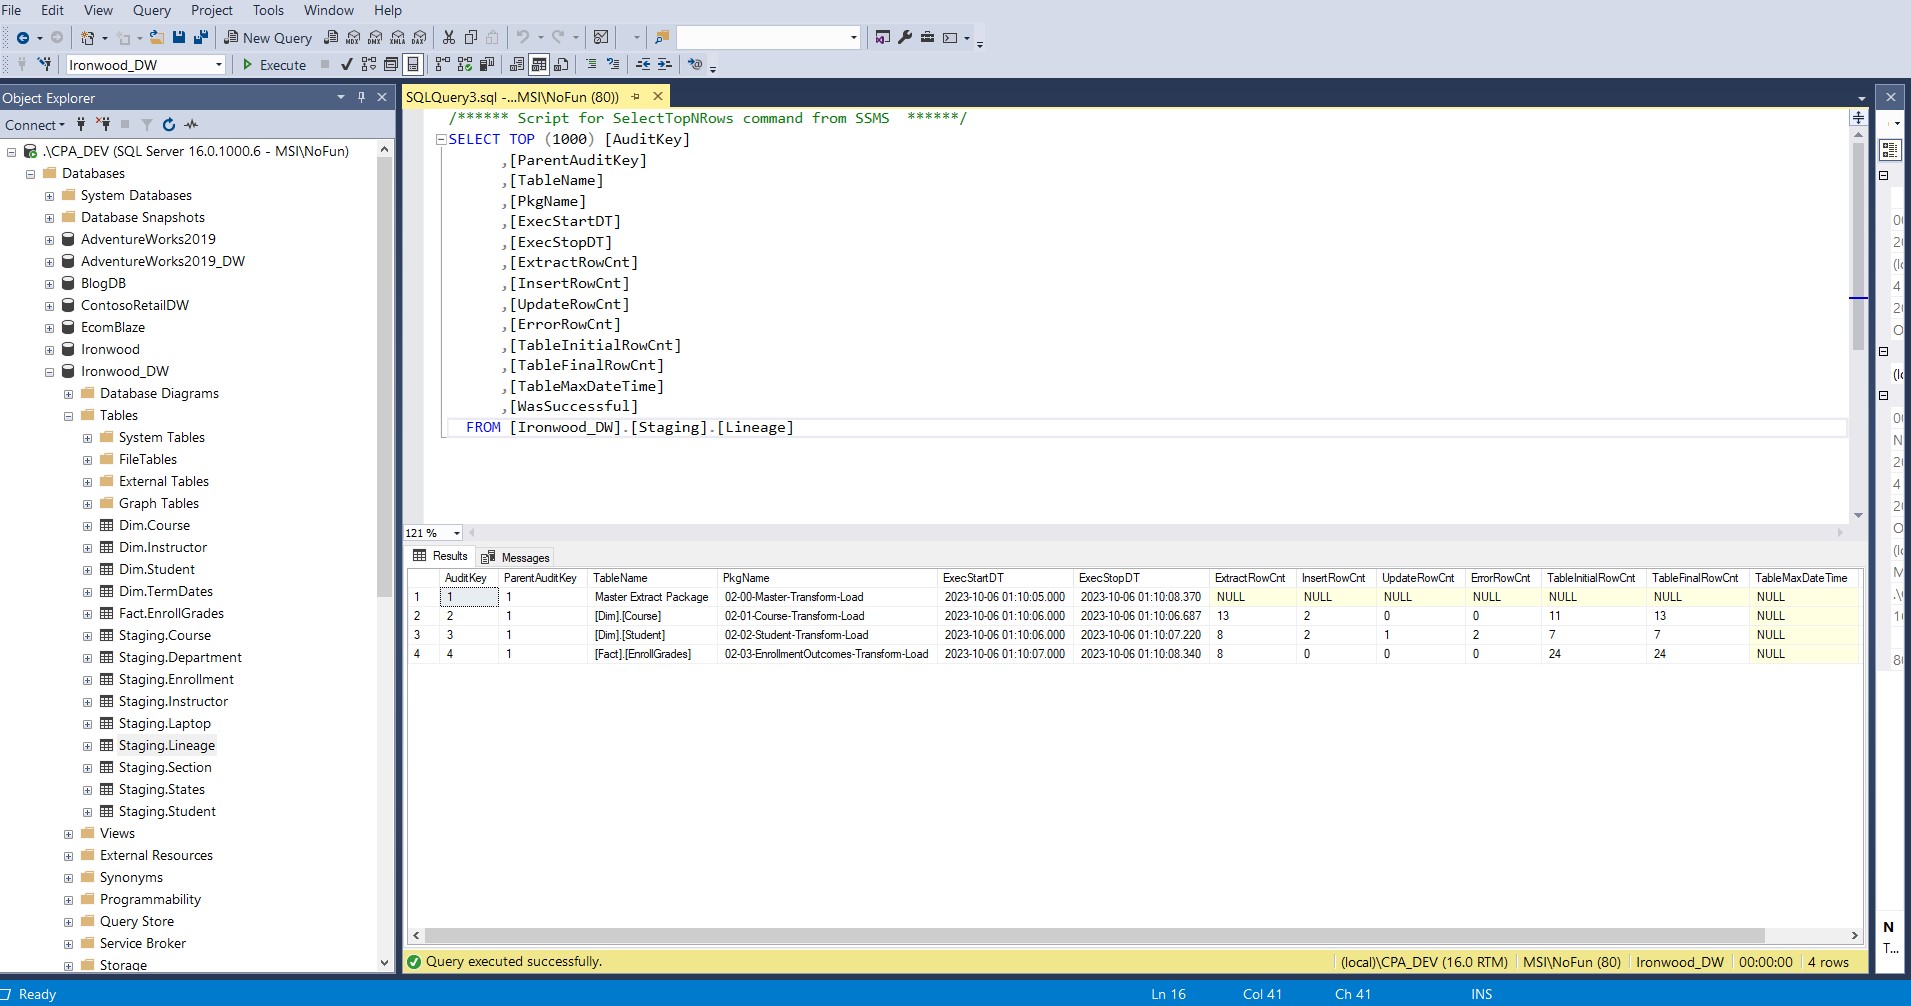 File Edit View Query Project Tools Window Help
New Query MDX DMX XMLA DAX
Ironwood_DW Execute
Object Explorer
Connect
.\CPA_DEV (SQL Server 16.0.1000.6 - MSI\NoFun)
Databases
System Databases
Database Snapshots
AdventureWorks2019
AdventureWorks2019_DW
BlogDB
ContosoRetailDW
EcomBlaze
Ironwood
Ironwood_DW
Database Diagrams
Tables
System Tables
FileTables
External Tables
Graph Tables
Dim.Course
Dim.Instructor
Dim.Student
Dim.TermDates
Fact.EnrollGrades
Staging.Course
Staging.Department
Staging.Enrollment
Staging.Instructor
Staging.Laptop
Staging.Lineage
Staging.Section
Staging.States
Staging.Student
Views
External Resources
Synonyms
Programmability
Query Store
Service Broker
Storage
SQLQuery3.sql -...MSI\NoFun (80))
/****** Script for SelectTopNRows command from SSMS ******/
SELECT TOP (1000) [AuditKey]
,[ParentAuditKey]
,[TableName]
,[PkgName]
,[ExecStartDT]
,[ExecStopDT]
,[ExtractRowCnt]
,[InsertRowCnt]
,[UpdateRowCnt]
,[ErrorRowCnt]
,[TableInitialRowCnt]
,[TableFinalRowCnt]
,[TableMaxDateTime]
,[WasSuccessful]
FROM [Ironwood_DW].[Staging].[Lineage]
121 %
Results Messages
AuditKey ParentAuditKey TableName PkgName ExecStartDT ExecStopDT ExtractRowCnt InsertRowCnt UpdateRowCnt ErrorRowCnt TableInitialRowCnt TableFinalRowCnt TableMaxDateTime
1 1 1 Master Extract Package 02-00-Master-Transform-Load 2023-10-06 01:10:05.000 2023-10-06 01:10:08.370 NULL NULL NULL NULL NULL NULL NULL
2 2 1 [Dim].[Course] 02-01-Course-Transform-Load 2023-10-06 01:10:06.000 2023-10-06 01:10:06.687 13 2 0 0 11 13 NULL
3 3 1 [Dim].[Student] 02-02-Student-Transform-Load 2023-10-06 01:10:06.000 2023-10-06 01:10:07.220 8 2 1 2 7 7 NULL
4 4 1 [Fact].[EnrollGrades] 02-03-EnrollmentOutcomes-Transform-Load 2023-10-06 01:10:07.000 2023-10-06 01:10:08.340 8 0 0 0 24 24 NULL
Query executed successfully. (local)\CPA_DEV (16.0 RTM) MSI\NoFun (80) Ironwood_DW 00:00:00 4 rows
N
T...
Ready Ln 16 Col 41 Ch 41 INS